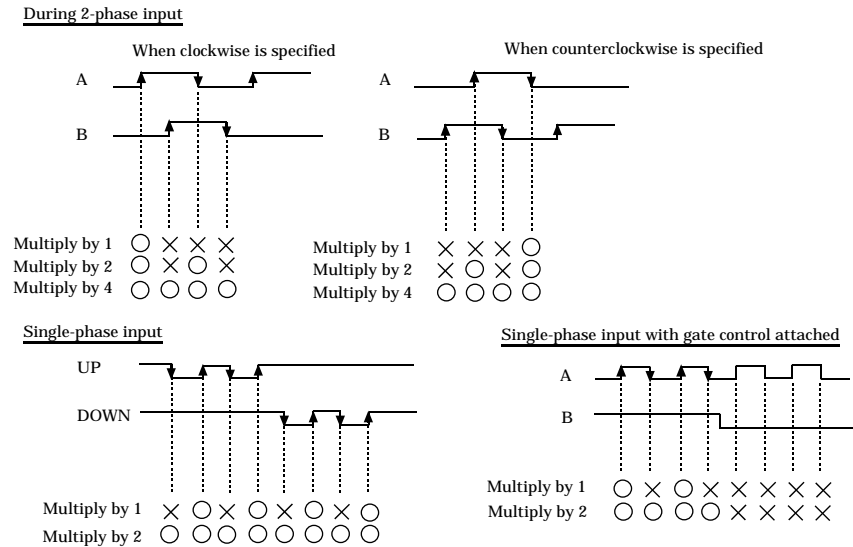 During 2-phase input
When clockwise is specified
A
B
Multiply by 1 ○ × × ×
Multiply by 2 ○ × ○ ×
Multiply by 4 ○ ○ ○ ○
When counterclockwise is specified
A
B
Multiply by 1 × × × ○
Multiply by 2 × ○ × ○
Multiply by 4 ○ ○ ○ ○
Single-phase input
UP
DOWN
Multiply by 1 × ○ × ○ × ○ × ○
Multiply by 2 ○ ○ ○ ○ ○ ○ ○ ○
Single-phase input with gate control attached
A
B
Multiply by 1 ○ × ○ × × × × ×
Multiply by 2 ○ ○ ○ ○ × × × ×